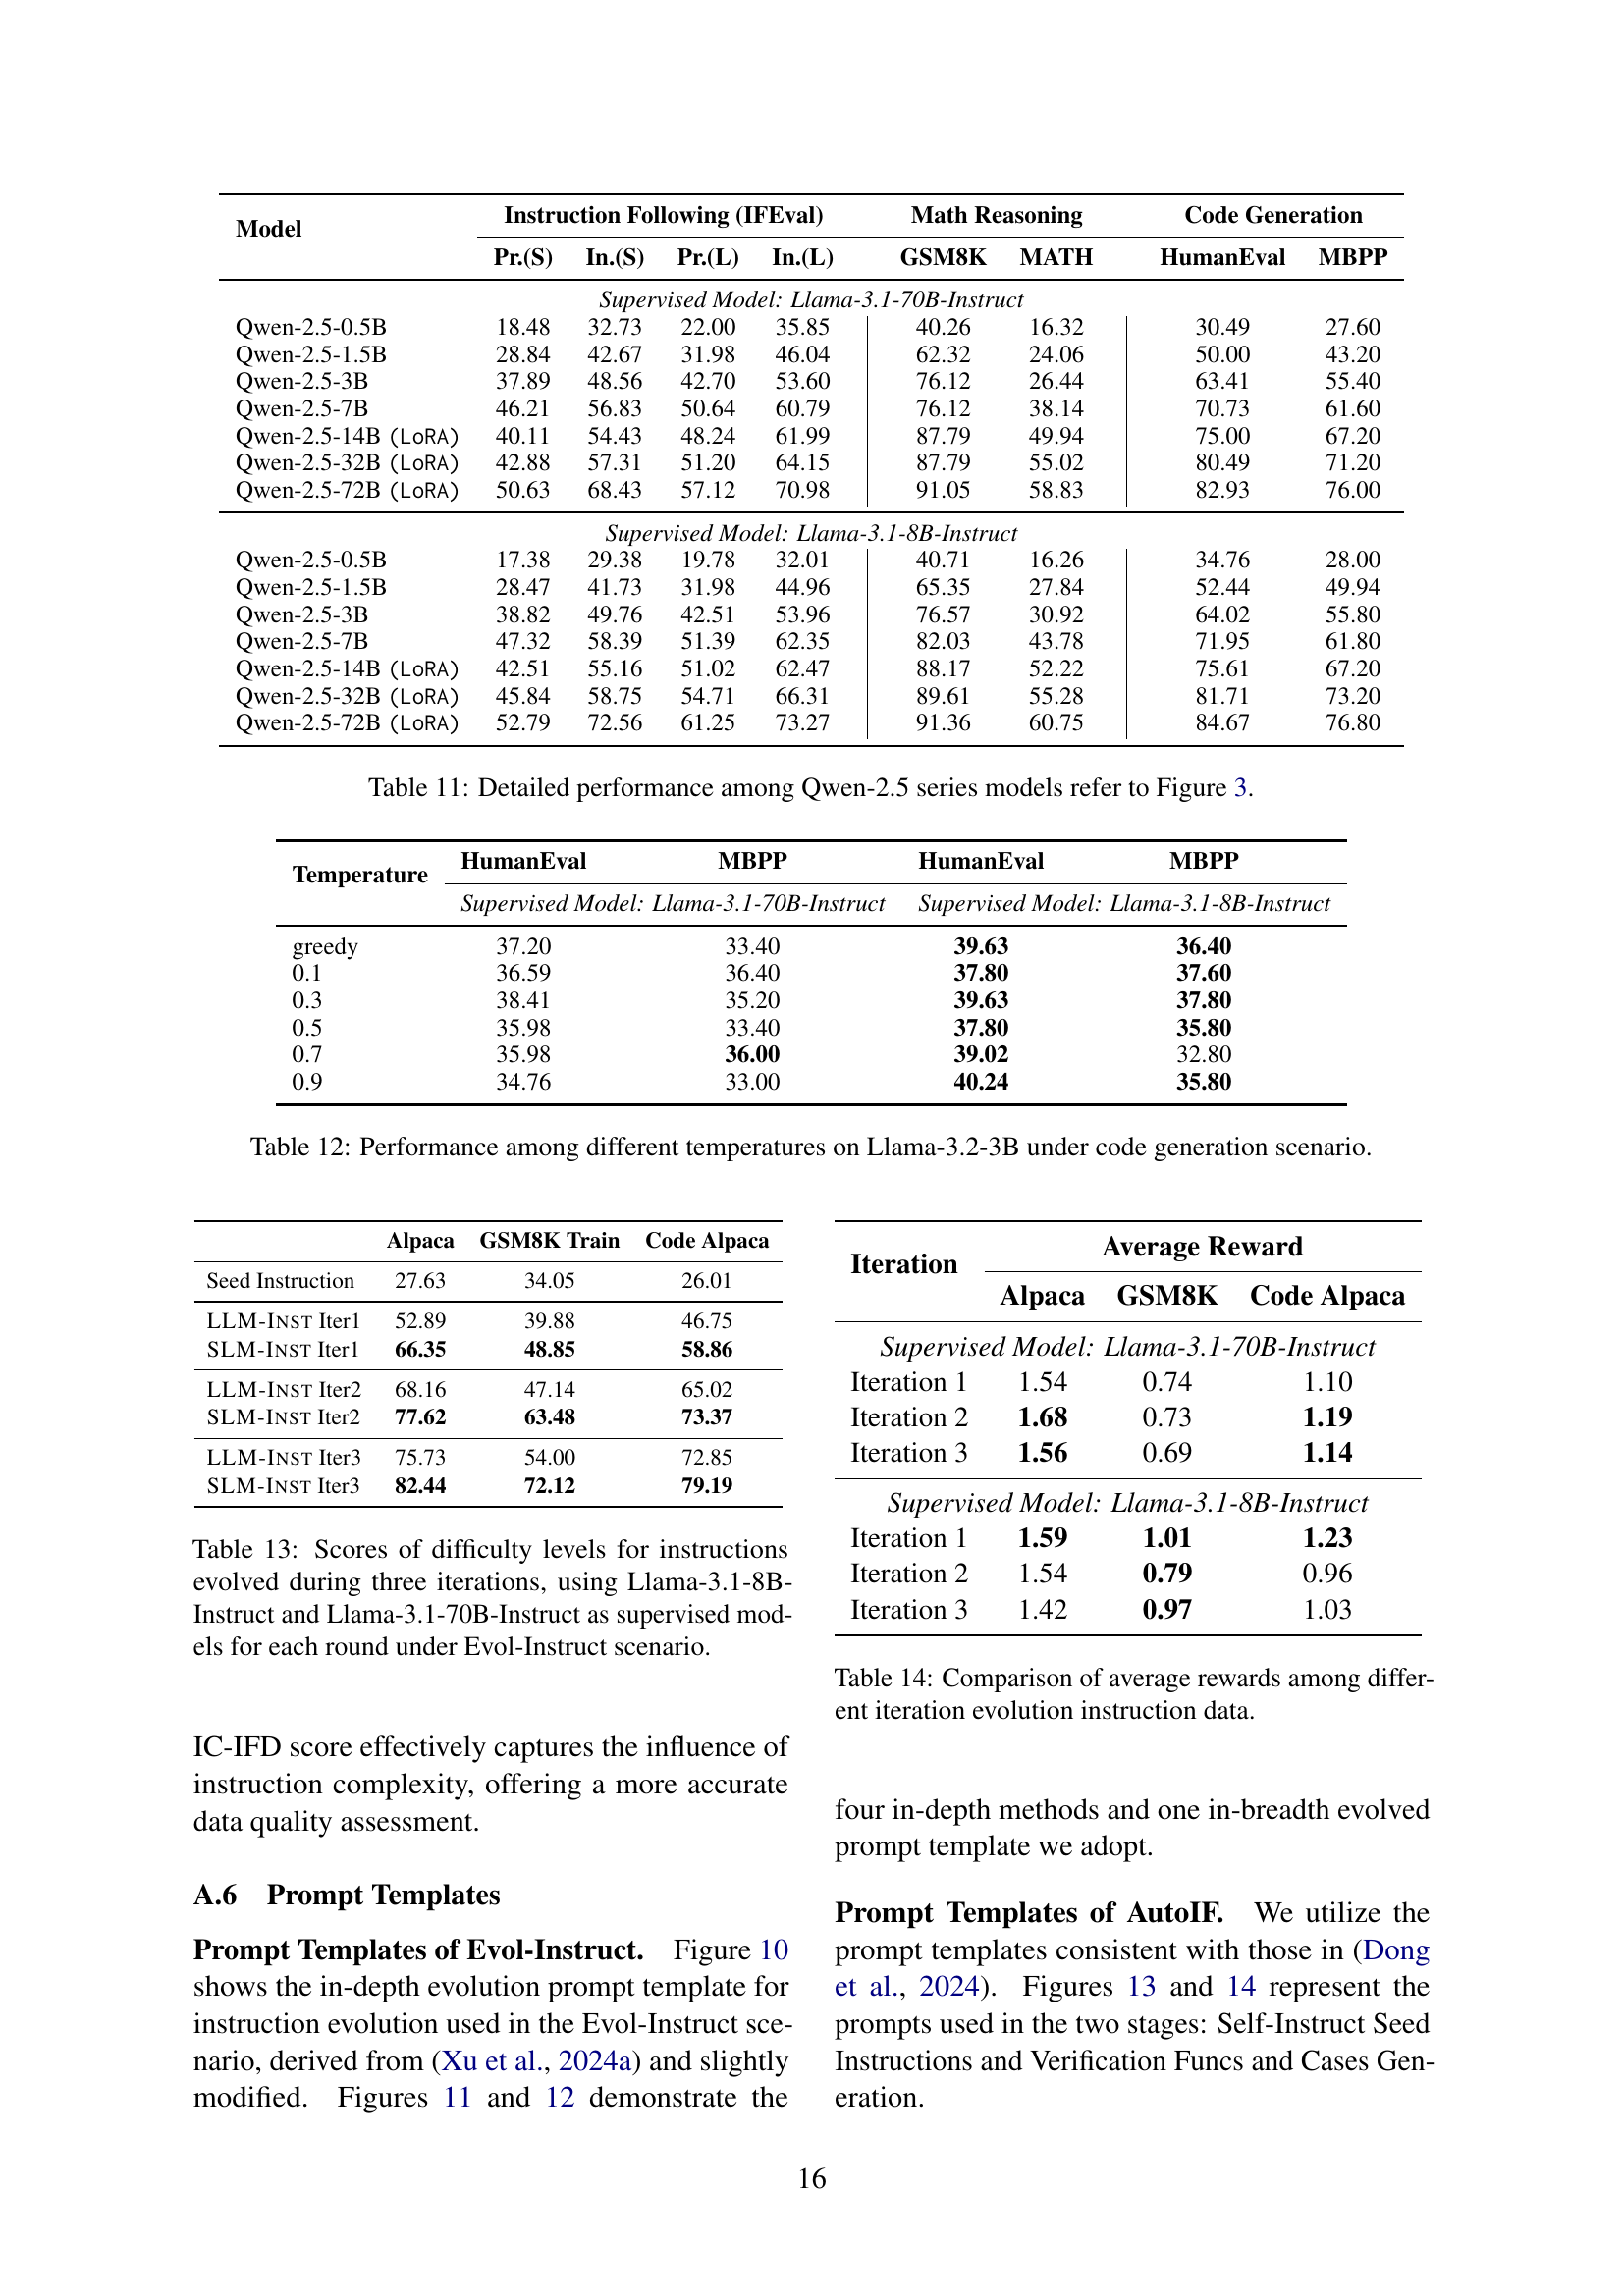 Model Instruction Following (IFEval) Math Reasoning Code Generation
Pr.(S) In.(S) Pr.(L) In.(L) GSM8K MATH HumanEval MBPP
Supervised Model: Llama-3.1-70B-Instruct
Qwen-2.5-0.5B 18.48 32.73 22.00 35.85 40.26 16.32 30.49 27.60
Qwen-2.5-1.5B 28.84 42.67 31.98 46.04 62.32 24.06 50.00 43.20
Qwen-2.5-3B 37.89 48.56 42.70 53.60 76.12 26.44 63.41 55.40
Qwen-2.5-7B 46.21 56.83 50.64 60.79 76.12 38.14 70.73 61.60
Qwen-2.5-14B (LoRA) 40.11 54.43 48.24 61.99 87.79 49.94 75.00 67.20
Qwen-2.5-32B (LoRA) 42.88 57.31 51.20 64.15 87.79 55.02 80.49 71.20
Qwen-2.5-72B (LoRA) 50.63 68.43 57.12 70.98 91.05 58.83 82.93 76.00
Supervised Model: Llama-3.1-8B-Instruct
Qwen-2.5-0.5B 17.38 29.38 19.78 32.01 40.71 16.26 34.76 28.00
Qwen-2.5-1.5B 28.47 41.73 31.98 44.96 65.35 27.84 52.44 49.94
Qwen-2.5-3B 38.82 49.76 42.51 53.96 76.57 30.92 64.02 55.80
Qwen-2.5-7B 47.32 58.39 51.39 62.35 82.03 43.78 71.95 61.80
Qwen-2.5-14B (LoRA) 42.51 55.16 51.02 62.47 88.17 52.22 75.61 67.20
Qwen-2.5-32B (LoRA) 45.84 58.75 54.71 66.31 89.61 55.28 81.71 73.20
Qwen-2.5-72B (LoRA) 52.79 72.56 61.25 73.27 91.36 60.75 84.67 76.80
Table 11: Detailed performance among Qwen-2.5 series models refer to Figure 3.
Temperature HumanEval MBPP HumanEval MBPP
Supervised Model: Llama-3.1-70B-Instruct Supervised Model: Llama-3.1-8B-Instruct
greedy 37.20 33.40 39.63 36.40
0.1 36.59 36.40 37.80 37.60
0.3 38.41 35.20 39.63 37.80
0.5 35.98 33.40 37.80 35.80
0.7 35.98 36.00 39.02 32.80
0.9 34.76 33.00 40.24 35.80
Table 12: Performance among different temperatures on Llama-3.2-3B under code generation scenario.
Alpaca GSM8K Train Code Alpaca
Seed Instruction 27.63 34.05 26.01
LLM-INST Iter1 52.89 39.88 46.75
SLM-INST Iter1 66.35 48.85 58.86
LLM-INST Iter2 68.16 47.14 65.02
SLM-INST Iter2 77.62 63.48 73.37
LLM-INST Iter3 75.73 54.00 72.85
SLM-INST Iter3 82.44 72.12 79.19
Table 13: Scores of difficulty levels for instructions
evolved during three iterations, using Llama-3.1-8B-
Instruct and Llama-3.1-70B-Instruct as supervised mod-
els for each round under Evol-Instruct scenario.
IC-IFD score effectively captures the influence of
instruction complexity, offering a more accurate
data quality assessment.
A.6 Prompt Templates
Prompt Templates of Evol-Instruct. Figure 10
shows the in-depth evolution prompt template for
instruction evolution used in the Evol-Instruct sce-
nario, derived from (Xu et al., 2024a) and slightly
modified. Figures 11 and 12 demonstrate the
Iteration Average Reward
Alpaca GSM8K Code Alpaca
Supervised Model: Llama-3.1-70B-Instruct
Iteration 1 1.54 0.74 1.10
Iteration 2 1.68 0.73 1.19
Iteration 3 1.56 0.69 1.14
Supervised Model: Llama-3.1-8B-Instruct
Iteration 1 1.59 1.01 1.23
Iteration 2 1.54 0.79 0.96
Iteration 3 1.42 0.97 1.03
Table 14: Comparison of average rewards among differ-
ent iteration evolution instruction data.
four in-depth methods and one in-breadth evolved
prompt template we adopt.
Prompt Templates of AutoIF. We utilize the
prompt templates consistent with those in (Dong
et al., 2024). Figures 13 and 14 represent the
prompts used in the two stages: Self-Instruct Seed
Instructions and Verification Funcs and Cases Gen-
eration.
16